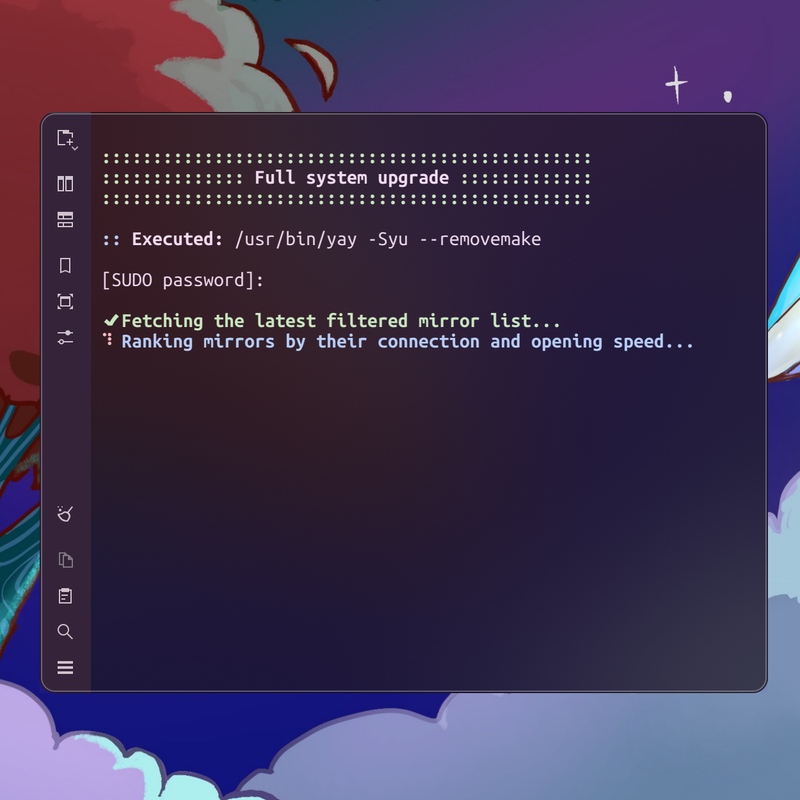 ::::::::::::::::::::::::::::::::::::::::::::::::
:::::::::::::: Full system upgrade :::::::::::::
::::::::::::::::::::::::::::::::::::::::::::::::
:: Executed: /usr/bin/yay -Syu --removemake
[SUDO password]:
✔Fetching the latest filtered mirror list...
⠹ Ranking mirrors by their connection and opening speed...